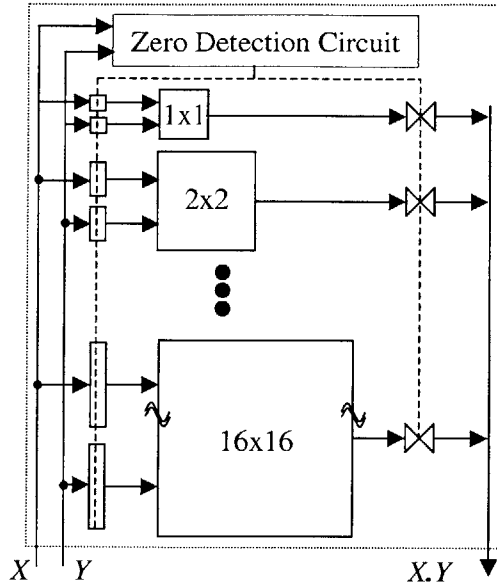 Zero Detection Circuit
1x1
2x2
16x16
X Y X.Y